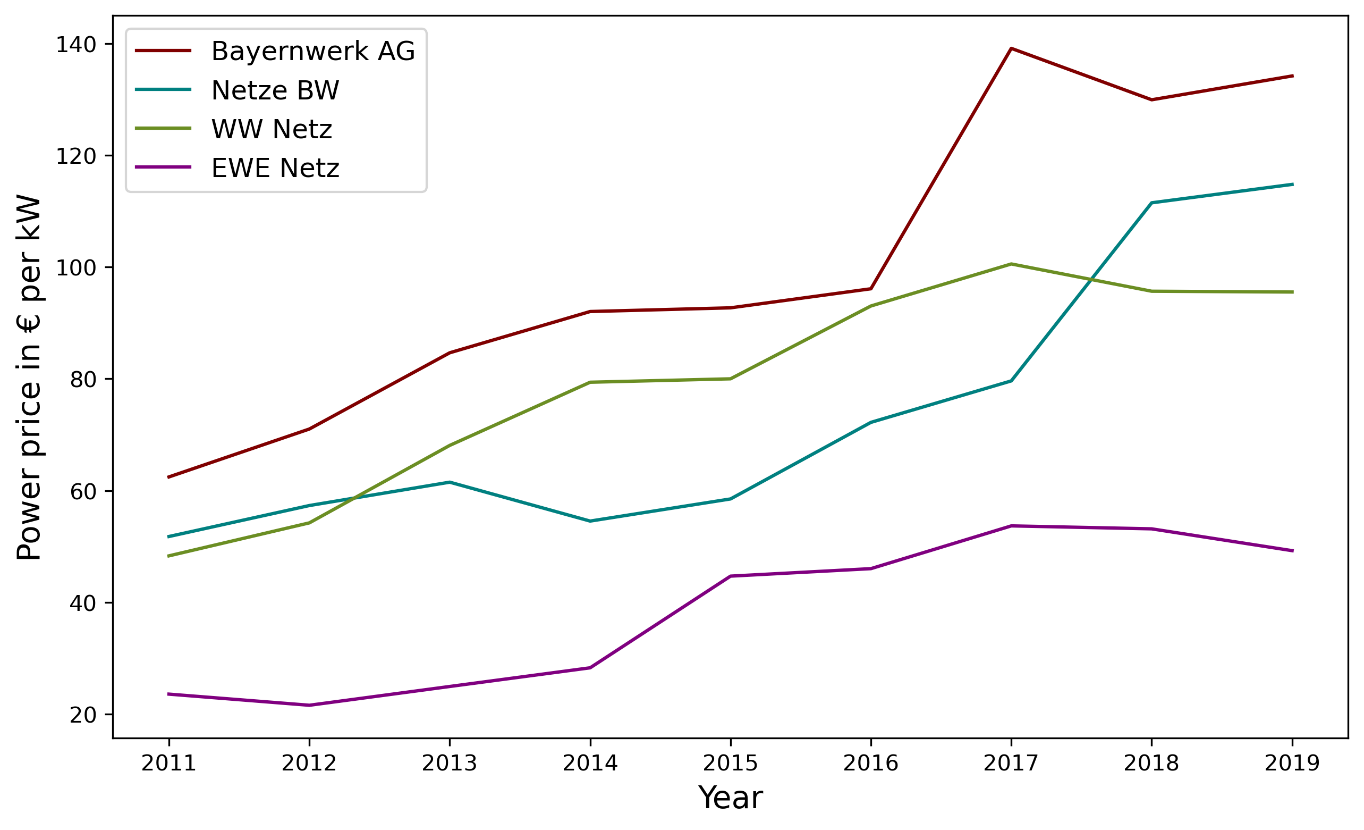 Bayernwerk AG
Netze BW
WW Netz
EWE Netz
Power price in € per kW
140
120
100
80
60
40
20
2011 2012 2013 2014 2015 2016 2017 2018 2019
Year